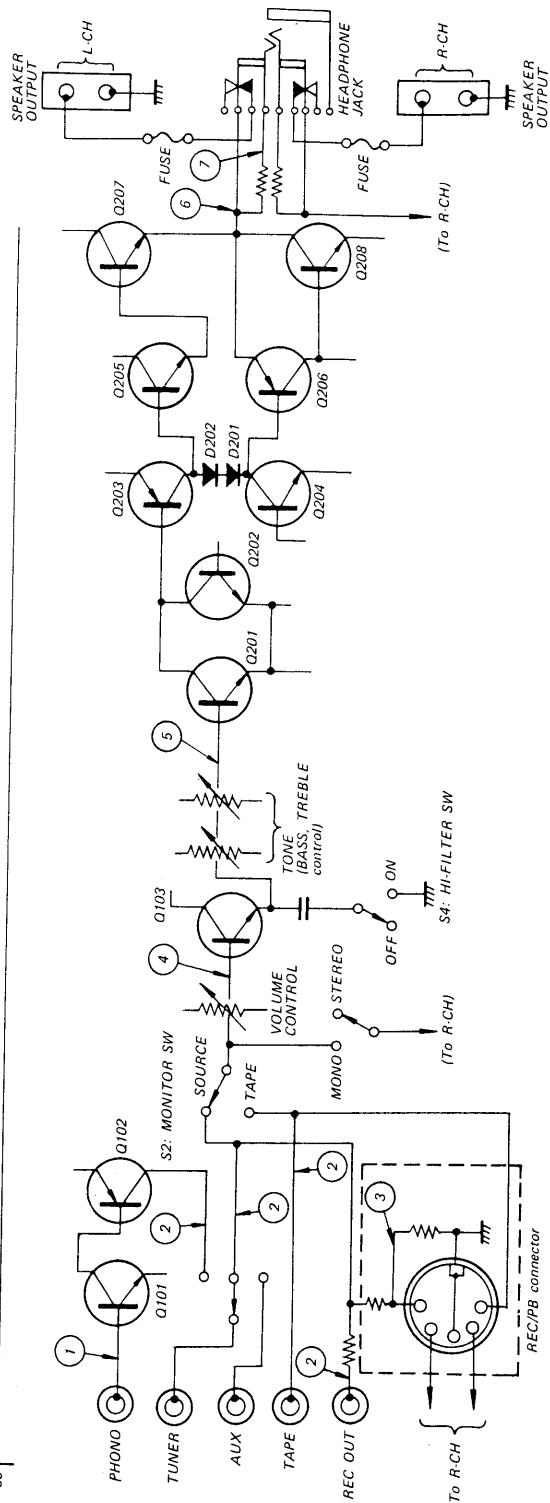 PHONO
TUNER
AUX
TAPE
REC OUT
To R-CH
1
Q101
Q102
2
2
2
2
3
REC/PB connector
S2: MONITOR SW
SOURCE
TAPE
MONO
STEREO
(To R-CH)
VOLUME
CONTROL
4
Q103
OFF
ON
S4: HI-FILTER SW
TONE
(BASS, TREBLE
control)
5
Q201
Q202
Q203
Q204
D202
D201
Q205
Q206
Q207
Q208
6
7
FUSE
FUSE
(To R-CH)
HEADPHONE
JACK
SPEAKER
OUTPUT
L-CH
R-CH
SPEAKER
OUTPUT